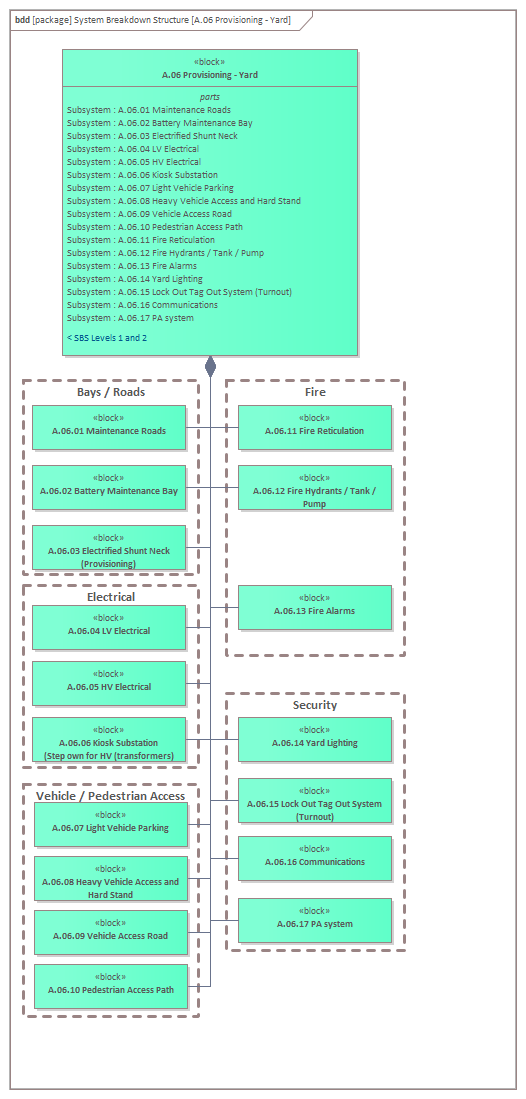 bdd [package] System Breakdown Structure [A.06 Provisioning - Yard]
«block»
A.06 Provisioning - Yard
parts
Subsystem : A.06.01 Maintenance Roads
Subsystem : A.06.02 Battery Maintenance Bay
Subsystem : A.06.03 Electrified Shunt Neck
Subsystem : A.06.04 LV Electrical
Subsystem : A.06.05 HV Electrical
Subsystem : A.06.06 Kiosk Substation
Subsystem : A.06.07 Light Vehicle Parking
Subsystem : A.06.08 Heavy Vehicle Access and Hard Stand
Subsystem : A.06.09 Vehicle Access Road
Subsystem : A.06.10 Pedestrian Access Path
Subsystem : A.06.11 Fire Reticulation
Subsystem : A.06.12 Fire Hydrants / Tank / Pump
Subsystem : A.06.13 Fire Alarms
Subsystem : A.06.14 Yard Lighting
Subsystem : A.06.15 Lock Out Tag Out System (Turnout)
Subsystem : A.06.16 Communications
Subsystem : A.06.17 PA system
< SBS Levels 1 and 2
Bays / Roads
«block»
A.06.01 Maintenance Roads
«block»
A.06.02 Battery Maintenance Bay
«block»
A.06.03 Electrified Shunt Neck
(Provisioning)
Electrical
«block»
A.06.04 LV Electrical
«block»
A.06.05 HV Electrical
«block»
A.06.06 Kiosk Substation
(Step own for HV (transformers)
Vehicle / Pedestrian Access
«block»
A.06.07 Light Vehicle Parking
«block»
A.06.08 Heavy Vehicle Access and
Hard Stand
«block»
A.06.09 Vehicle Access Road
«block»
A.06.10 Pedestrian Access Path
Fire
«block»
A.06.11 Fire Reticulation
«block»
A.06.12 Fire Hydrants / Tank /
Pump
«block»
A.06.13 Fire Alarms
Security
«block»
A.06.14 Yard Lighting
«block»
A.06.15 Lock Out Tag Out System
(Turnout)
«block»
A.06.16 Communications
«block»
A.06.17 PA system